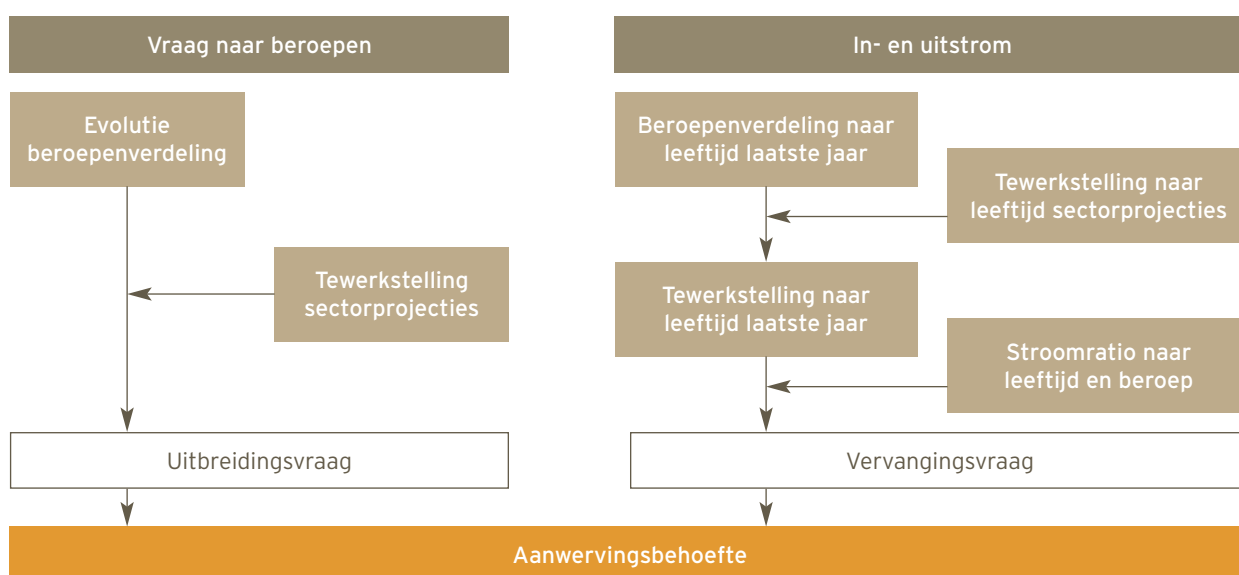 Vraag naar beroepen
In- en uitstrom
Evolutie
beroepenverdeling
Tewerkstelling
sectorprojecties
Beroepenverdeling naar
leeftijd laatste jaar
Tewerkstelling naar
leeftijd sectorprojecties
Tewerkstelling naar
leeftijd laatste jaar
Stroomratio naar
leeftijd en beroep
Uitbreidingsvraag
Vervangingsvraag
Aanwervingsbehoefte